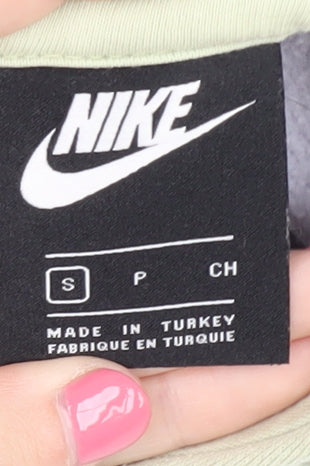 NIKE
S P CH
MADE IN TURKEY
FABRIQUE EN TURQUIE